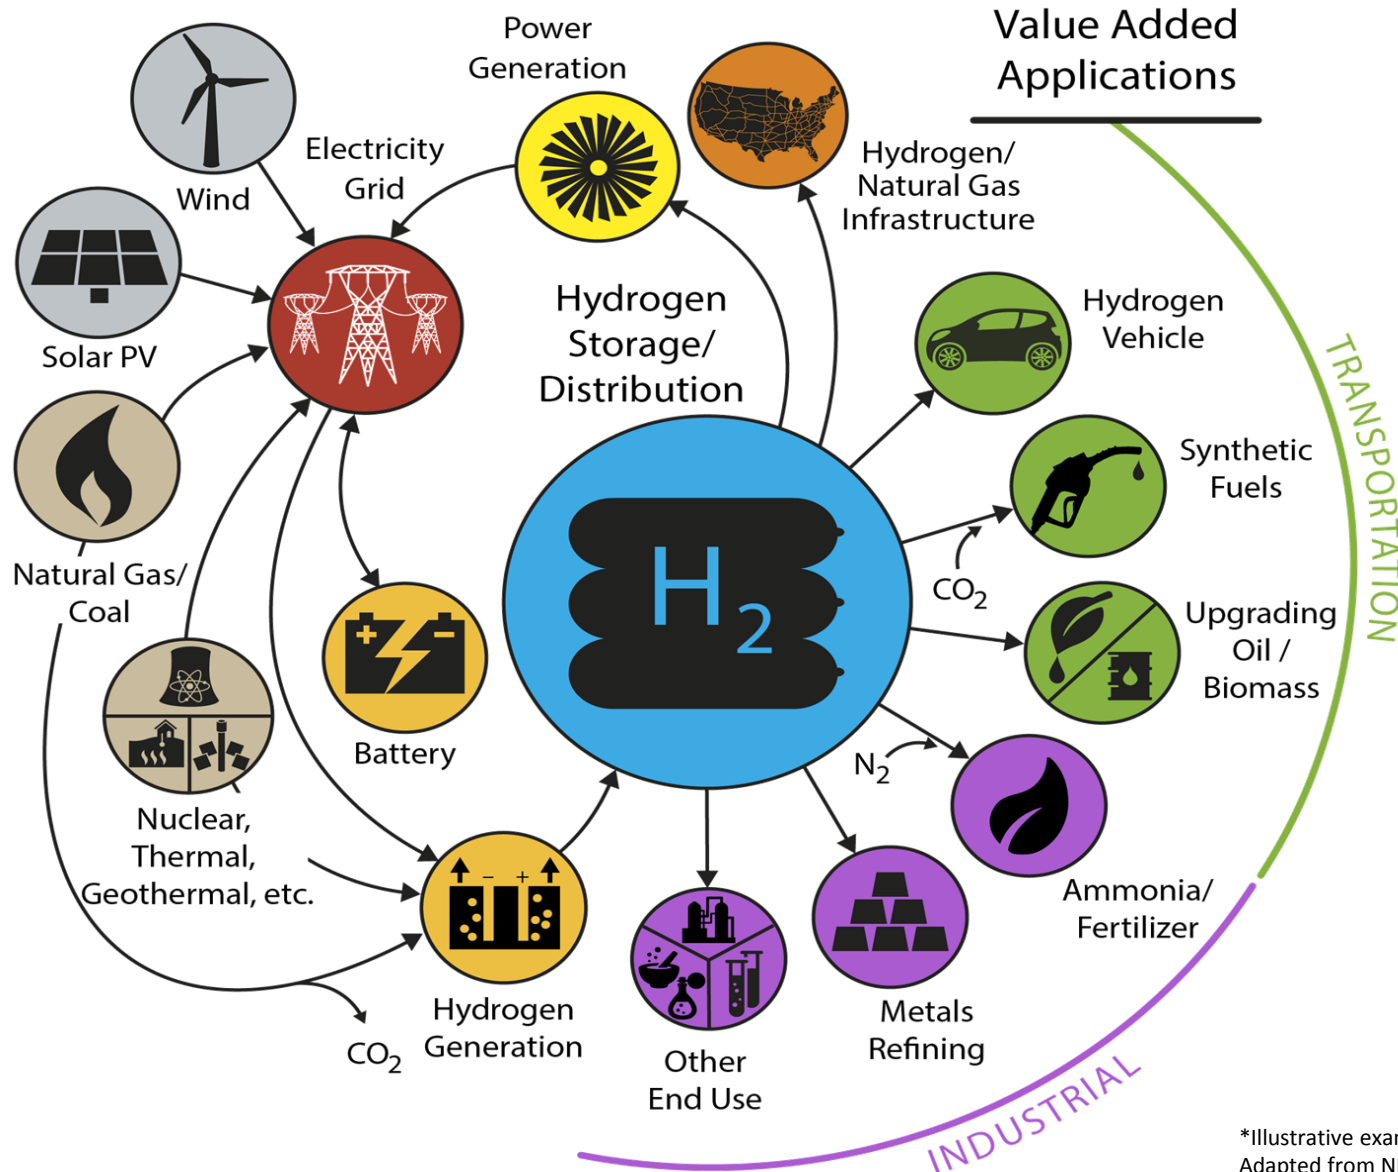 Value Added
Applications
Power
Generation
Electricity
Grid
Wind
Hydrogen/
Natural Gas
Infrastructure
Solar PV
Hydrogen
Storage/
Distribution
Hydrogen
Vehicle
TRANSPORTATION
Synthetic
Fuels
H2
CO2
Natural Gas/
Coal
Upgrading
Oil /
Biomass
+ -
Battery
N2
Nuclear,
Thermal,
Geothermal, etc.
- +
Ammonia/
Fertilizer
Hydrogen
Generation
CO2
Metals
Refining
Other
End Use
INDUSTRIAL
*Illustrative
Adapted from